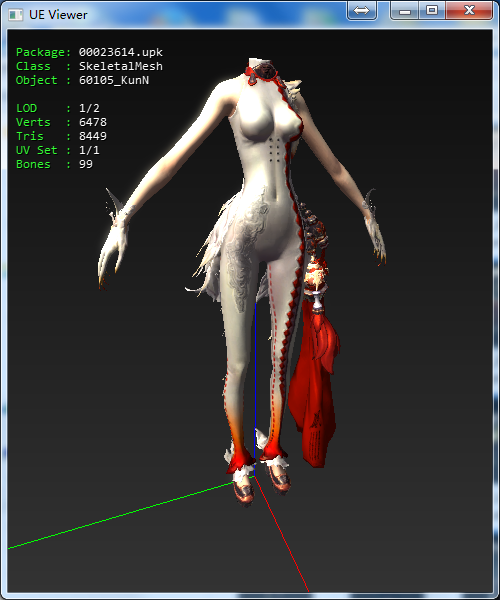 UE Viewer
Package: 00023614.upk
Class  : SkeletalMesh
Object : 60105_KunN
LOD    : 1/2
Verts  : 6478
Tris   : 8449
UV Set : 1/1
Bones  : 99